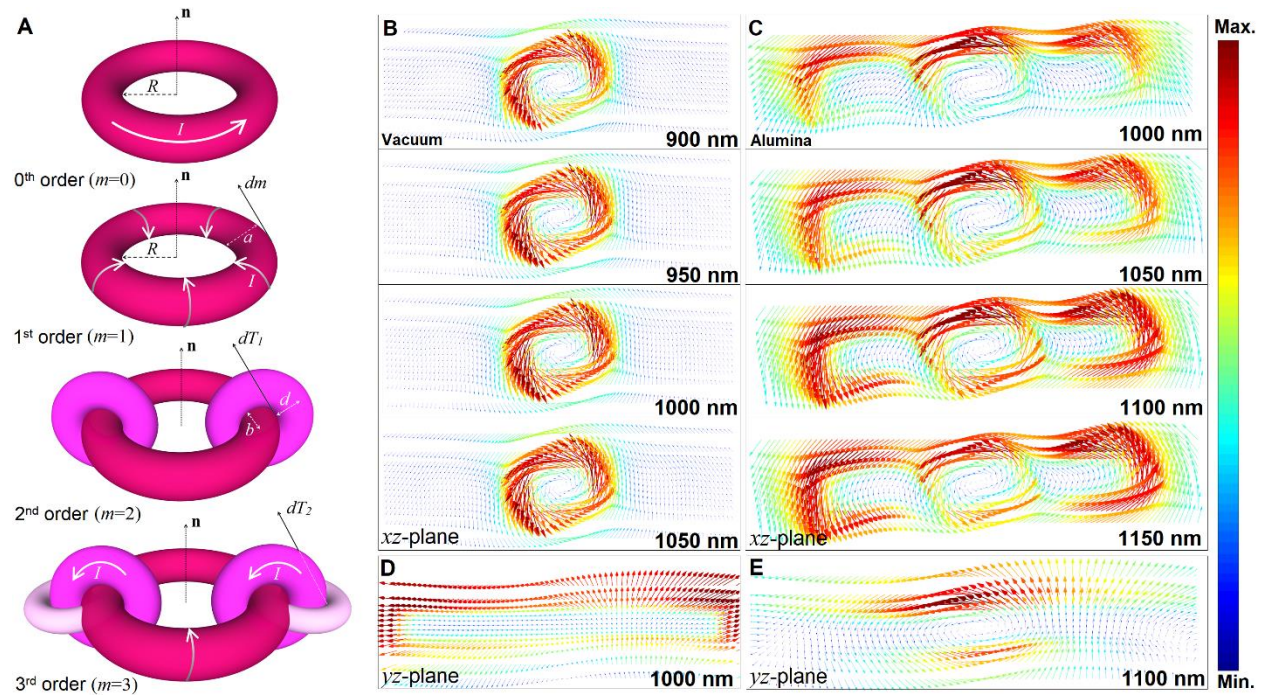 A
n
R
I
0th order (m=0)
n
dm
R
a
I
1st order (m=1)
n
dT1
d
b
2nd order (m=2)
n
dT2
I
I
3rd order (m=3)
B
Vacuum
900 nm
950 nm
1000 nm
xz-plane
1050 nm
C
Alumina
1000 nm
1050 nm
1100 nm
xz-plane
1150 nm
D
yz-plane
1000 nm
E
yz-plane
1100 nm
Max.
Min.